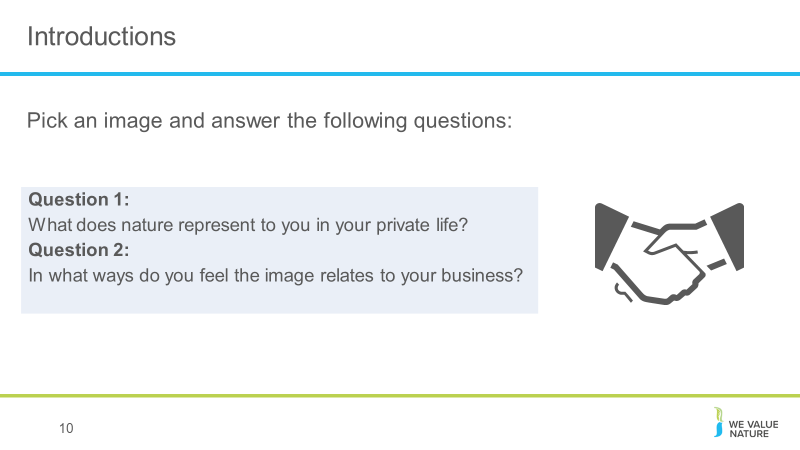 Introductions
Pick an image and answer the following questions:
Question 1:
What does nature represent to you in your private life?
Question 2:
In what ways do you feel the image relates to your business?
10
WE VALUE
NATURE